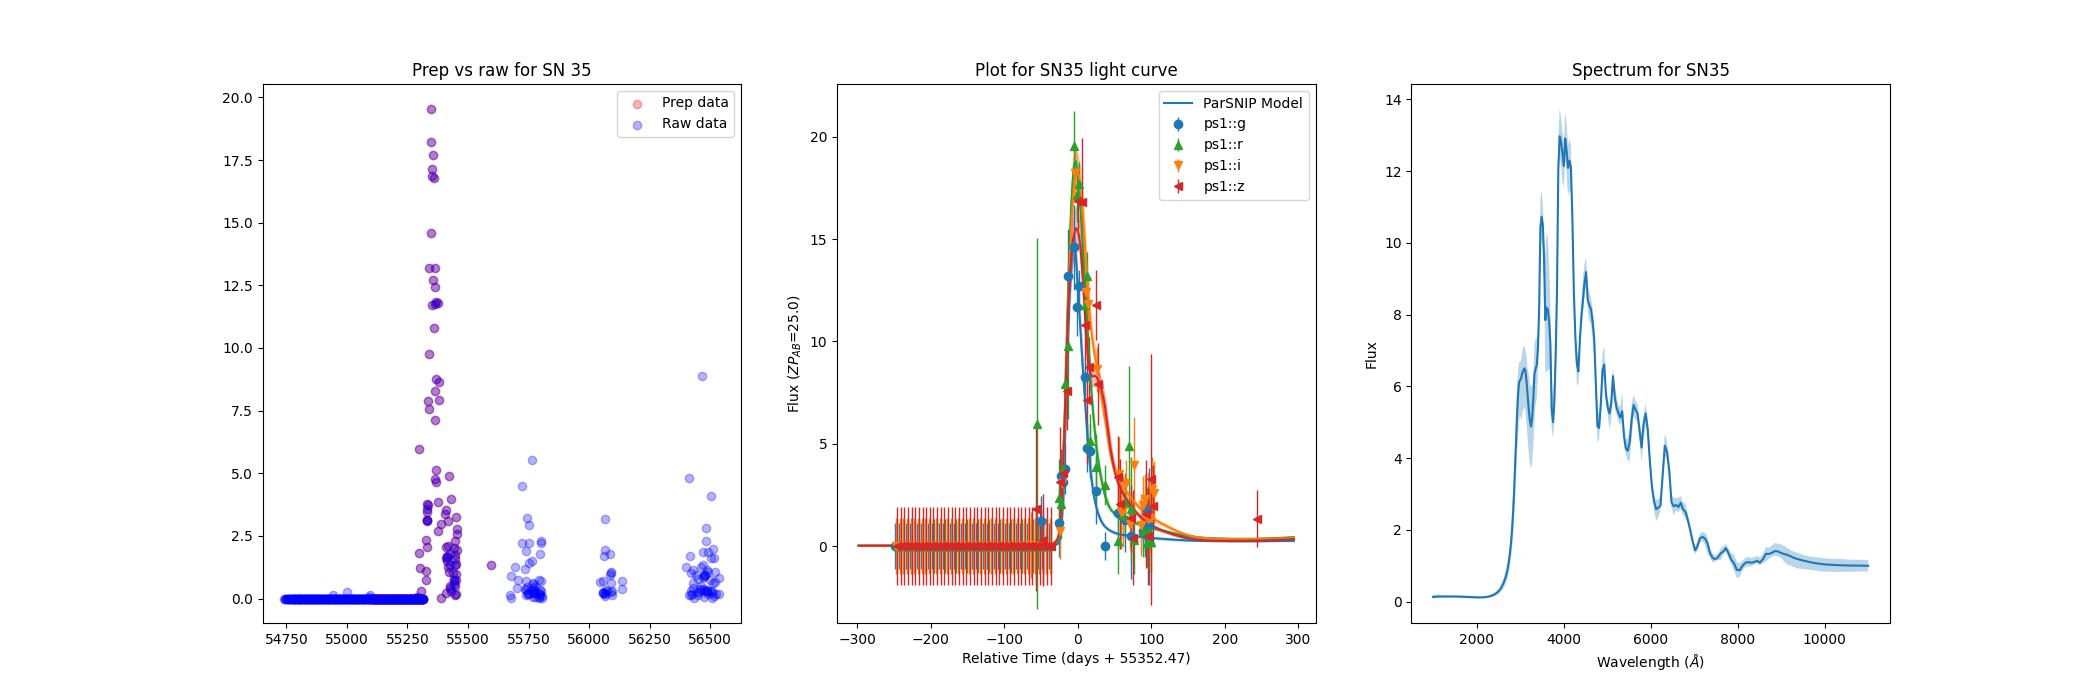 Prep vs raw for SN 35
20.0
17.5
15.0
12.5
10.0
7.5
5.0
2.5
0.0
54750 55000 55250 55500 55750 56000 56250 56500
Prep data
Raw data
Plot for SN35 light curve
Flux (ZP_AB=25.0)
20
15
10
5
0
−300 −200 −100 0 100 200 300
Relative Time (days + 55352.47)
ParSNIP Model
ps1::g
ps1::r
ps1::i
ps1::z
Spectrum for SN35
Flux
14
12
10
8
6
4
2
0
2000 4000 6000 8000 10000
Wavelength (Å)